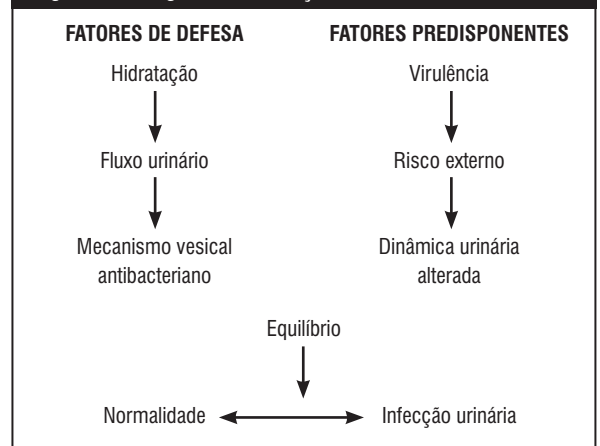 FATORES DE DEFESA FATORES PREDISPONENTES
Hidratação Virulência
Fluxo urinário Risco externo
Mecanismo vesical Dinâmica urinária
antibacteriano alterada
Equilíbrio
Normalidade Infecção urinária